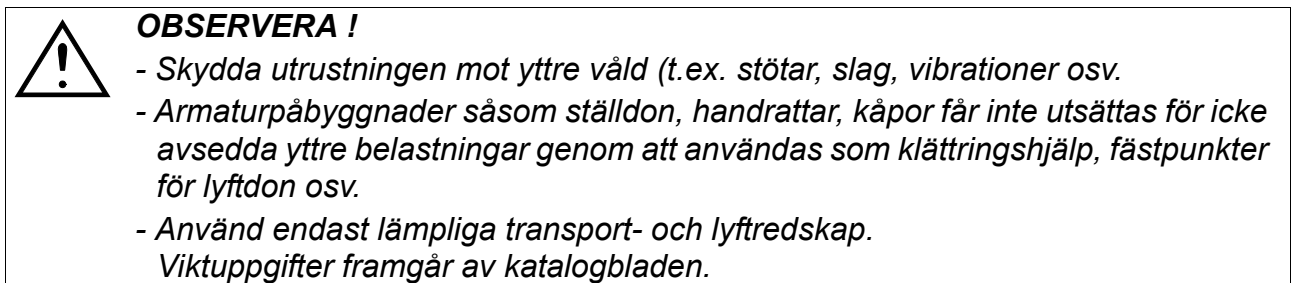 OBSERVERA !
- Skydda utrustningen mot yttre våld (t.ex. stötar, slag, vibrationer osv.
- Armaturpåbyggnader såsom ställdon, handrattar, kåpor får inte utsättas för icke
avsedda yttre belastningar genom att användas som klättringshjälp, fästpunkter
för lyftdon osv.
- Använd endast lämpliga transport- och lyftredskap.
Viktuppgifter framgår av katalogbladen.